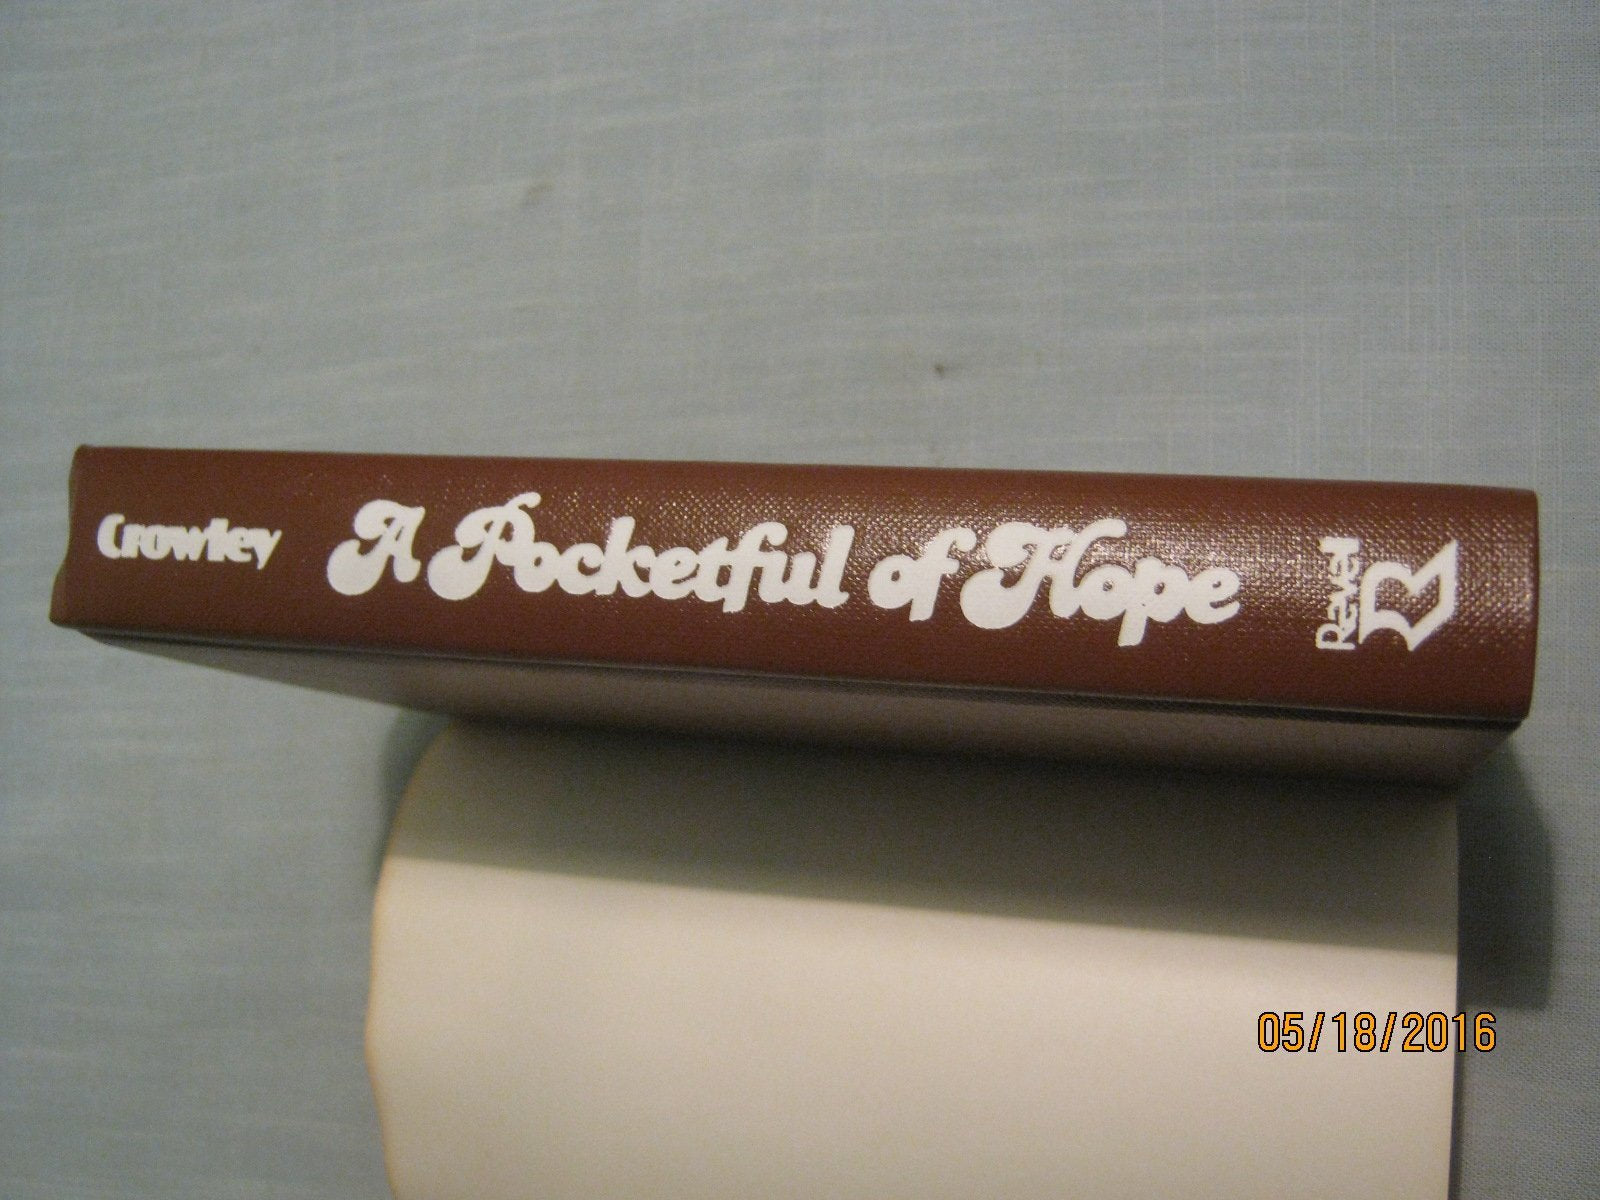 Crowley
A Pocketful of Hope
Revell
05/18/2016